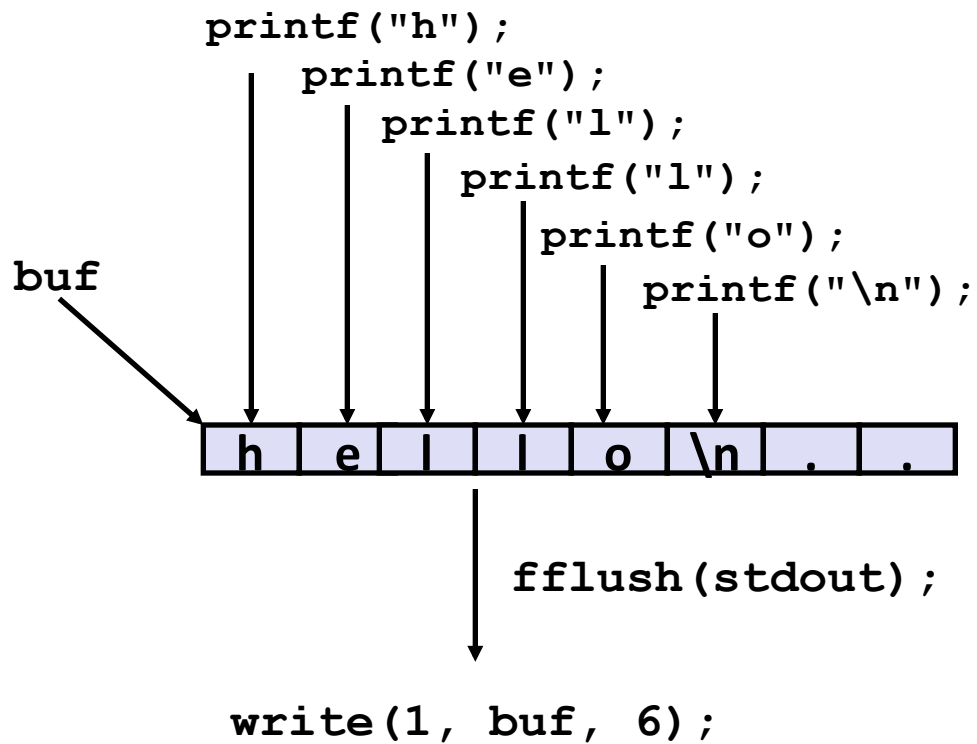 printf("h");
printf("e");
printf("l");
printf("l");
printf("o");
buf
printf("\n");
h e l l o \n . .
fflush(stdout);
write(1, buf, 6);